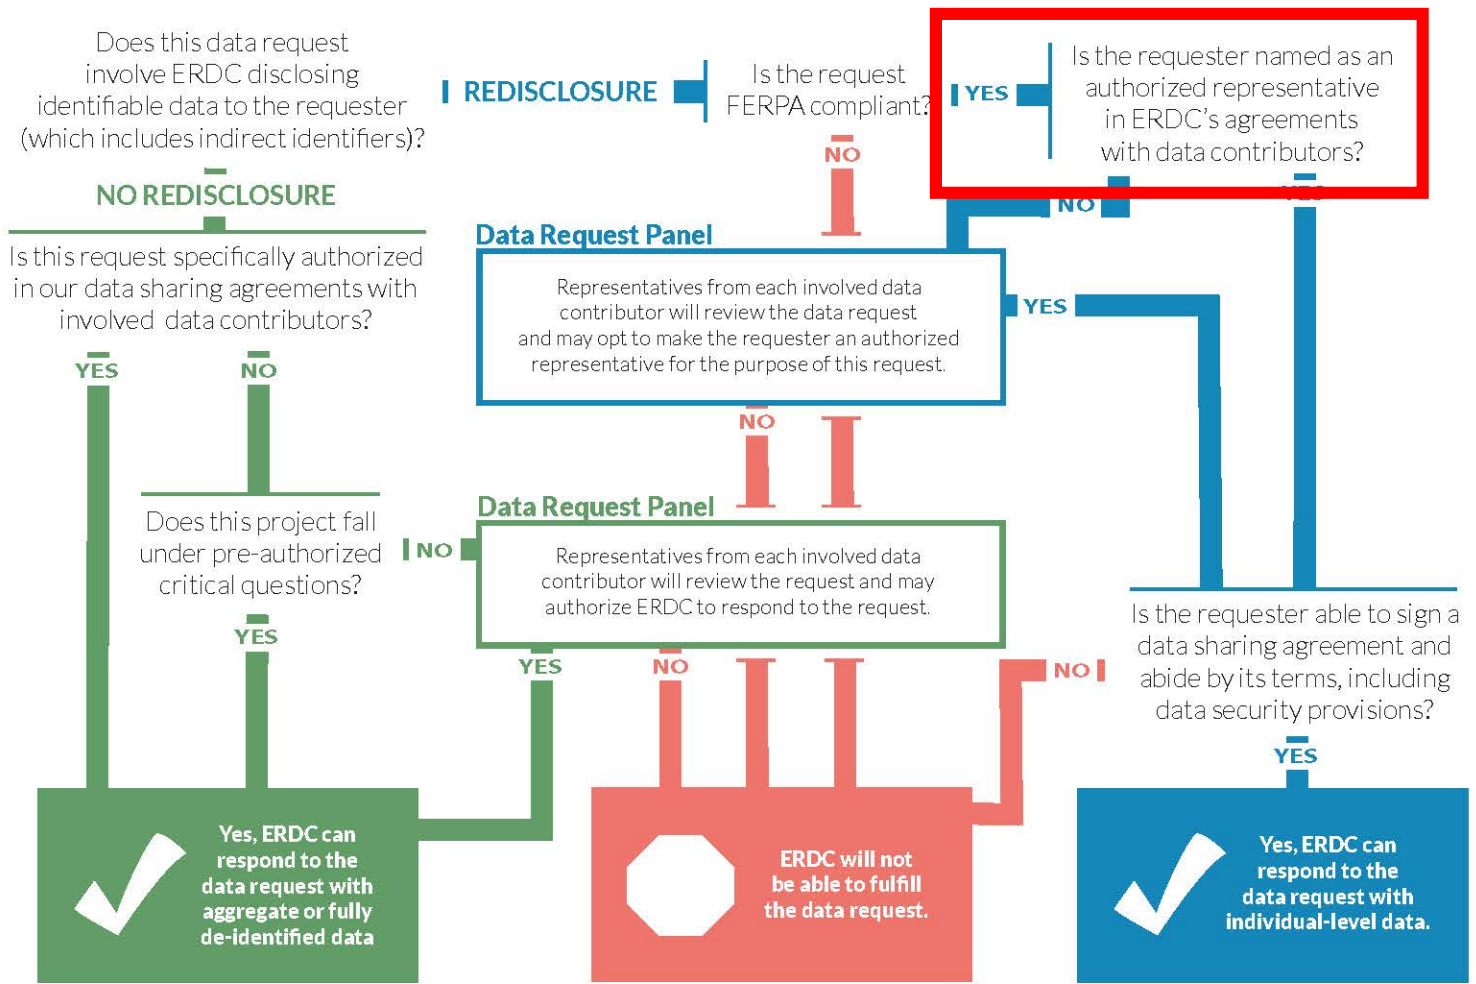 Does this data request
involve ERDC disclosing
identifiable data to the requester
(which includes indirect identifiers)?
REDISCLOSURE
Is the request
FERPA compliant?
YES
Is the requester named as an
authorized representative
in ERDC's agreements
with data contributors?
NO REDISCLOSURE
NO
NO
YES
Is this request specifically authorized
in our data sharing agreements with
involved data contributors?
Data Request Panel
Representatives from each involved data
contributor will review the data request
and may opt to make the requester an authorized
representative for the purpose of this request.
YES
YES
NO
NO
Does this project fall
under pre-authorized
critical questions?
NO
Data Request Panel
Representatives from each involved data
contributor will review the request and may
authorize ERDC to respond to the request.
Is the requester able to sign a
data sharing agreement and
abide by its terms, including
data security provisions?
YES
YES
NO
NO
YES
Yes, ERDC can
respond to the
data request with
aggregate or fully
de-identified data
ERDC will not
be able to fulfill
the data request.
Yes, ERDC can
respond to the
data request with
individual-level data.